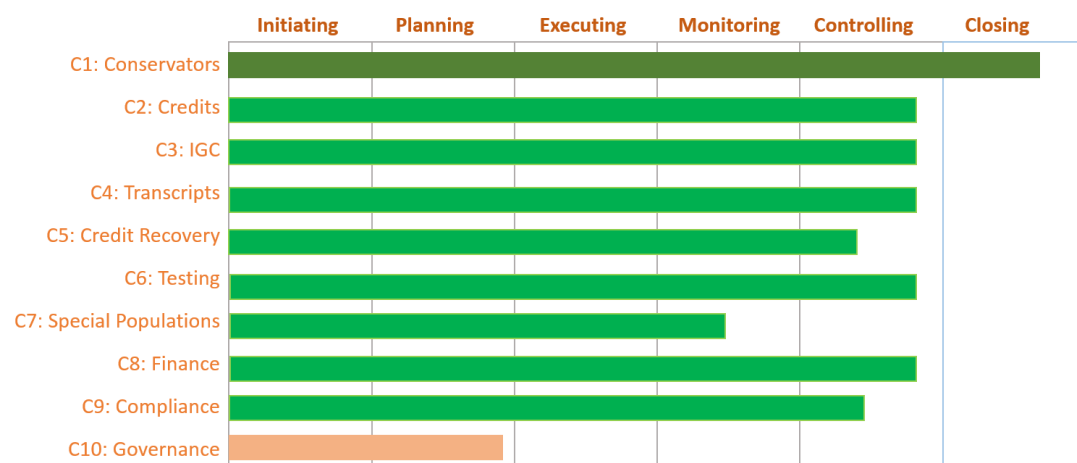 Initiating Planning Executing Monitoring Controlling Closing
C1: Conservators
C2: Credits
C3: IGC
C4: Transcripts
C5: Credit Recovery
C6: Testing
C7: Special Populations
C8: Finance
C9: Compliance
C10: Governance